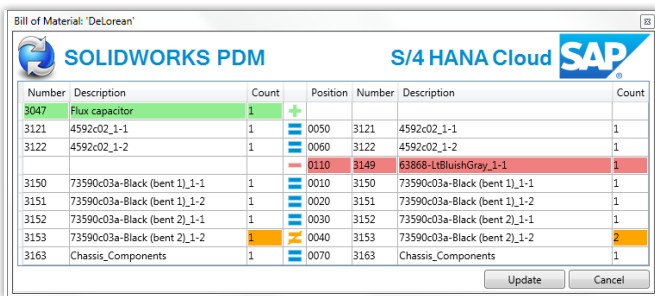 Bill of Material: 'DeLorean'
SOLIDWORKS PDM S/4 HANA Cloud SAP
Number Description Count Position Number Description Count
3047 Flux capacitor 1 +
3121 4592c02_1-1 1 = 0050 3121 4592c02_1-1 1
3122 4592c02_1-2 1 = 0060 3122 4592c02_1-2 1
− 0110 3149 63868-LtBluishGray_1-1 1
3150 73590c03a-Black (bent 1)_1-1 1 = 0010 3150 73590c03a-Black (bent 1)_1-1 1
3151 73590c03a-Black (bent 1)_1-2 1 = 0020 3151 73590c03a-Black (bent 1)_1-2 1
3152 73590c03a-Black (bent 2)_1-1 1 = 0030 3152 73590c03a-Black (bent 2)_1-1 1
3153 73590c03a-Black (bent 2)_1-2 1 ≠ 0040 3153 73590c03a-Black (bent 2)_1-2 2
3163 Chassis_Components 1 = 0070 3163 Chassis_Components 1
Update Cancel